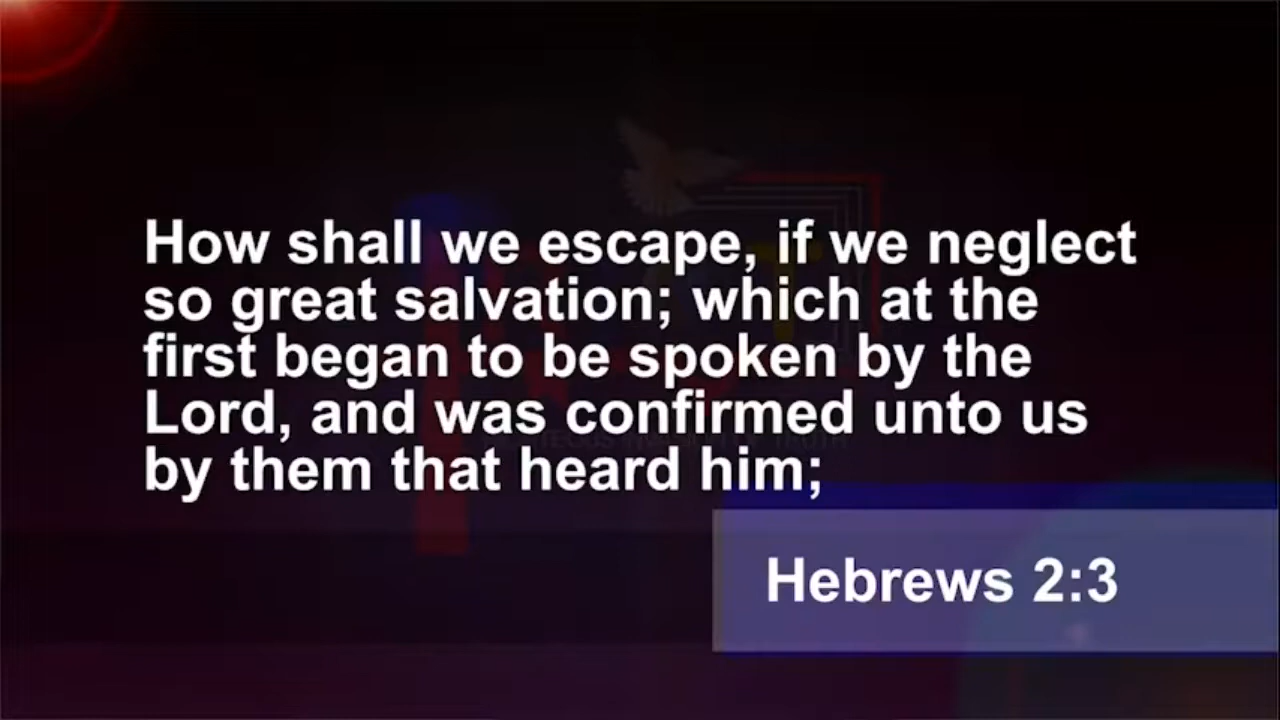 How shall we escape, if we neglect
so great salvation; which at the
first began to be spoken by the
Lord, and was confirmed unto us
by them that heard him;
Hebrews 2:3